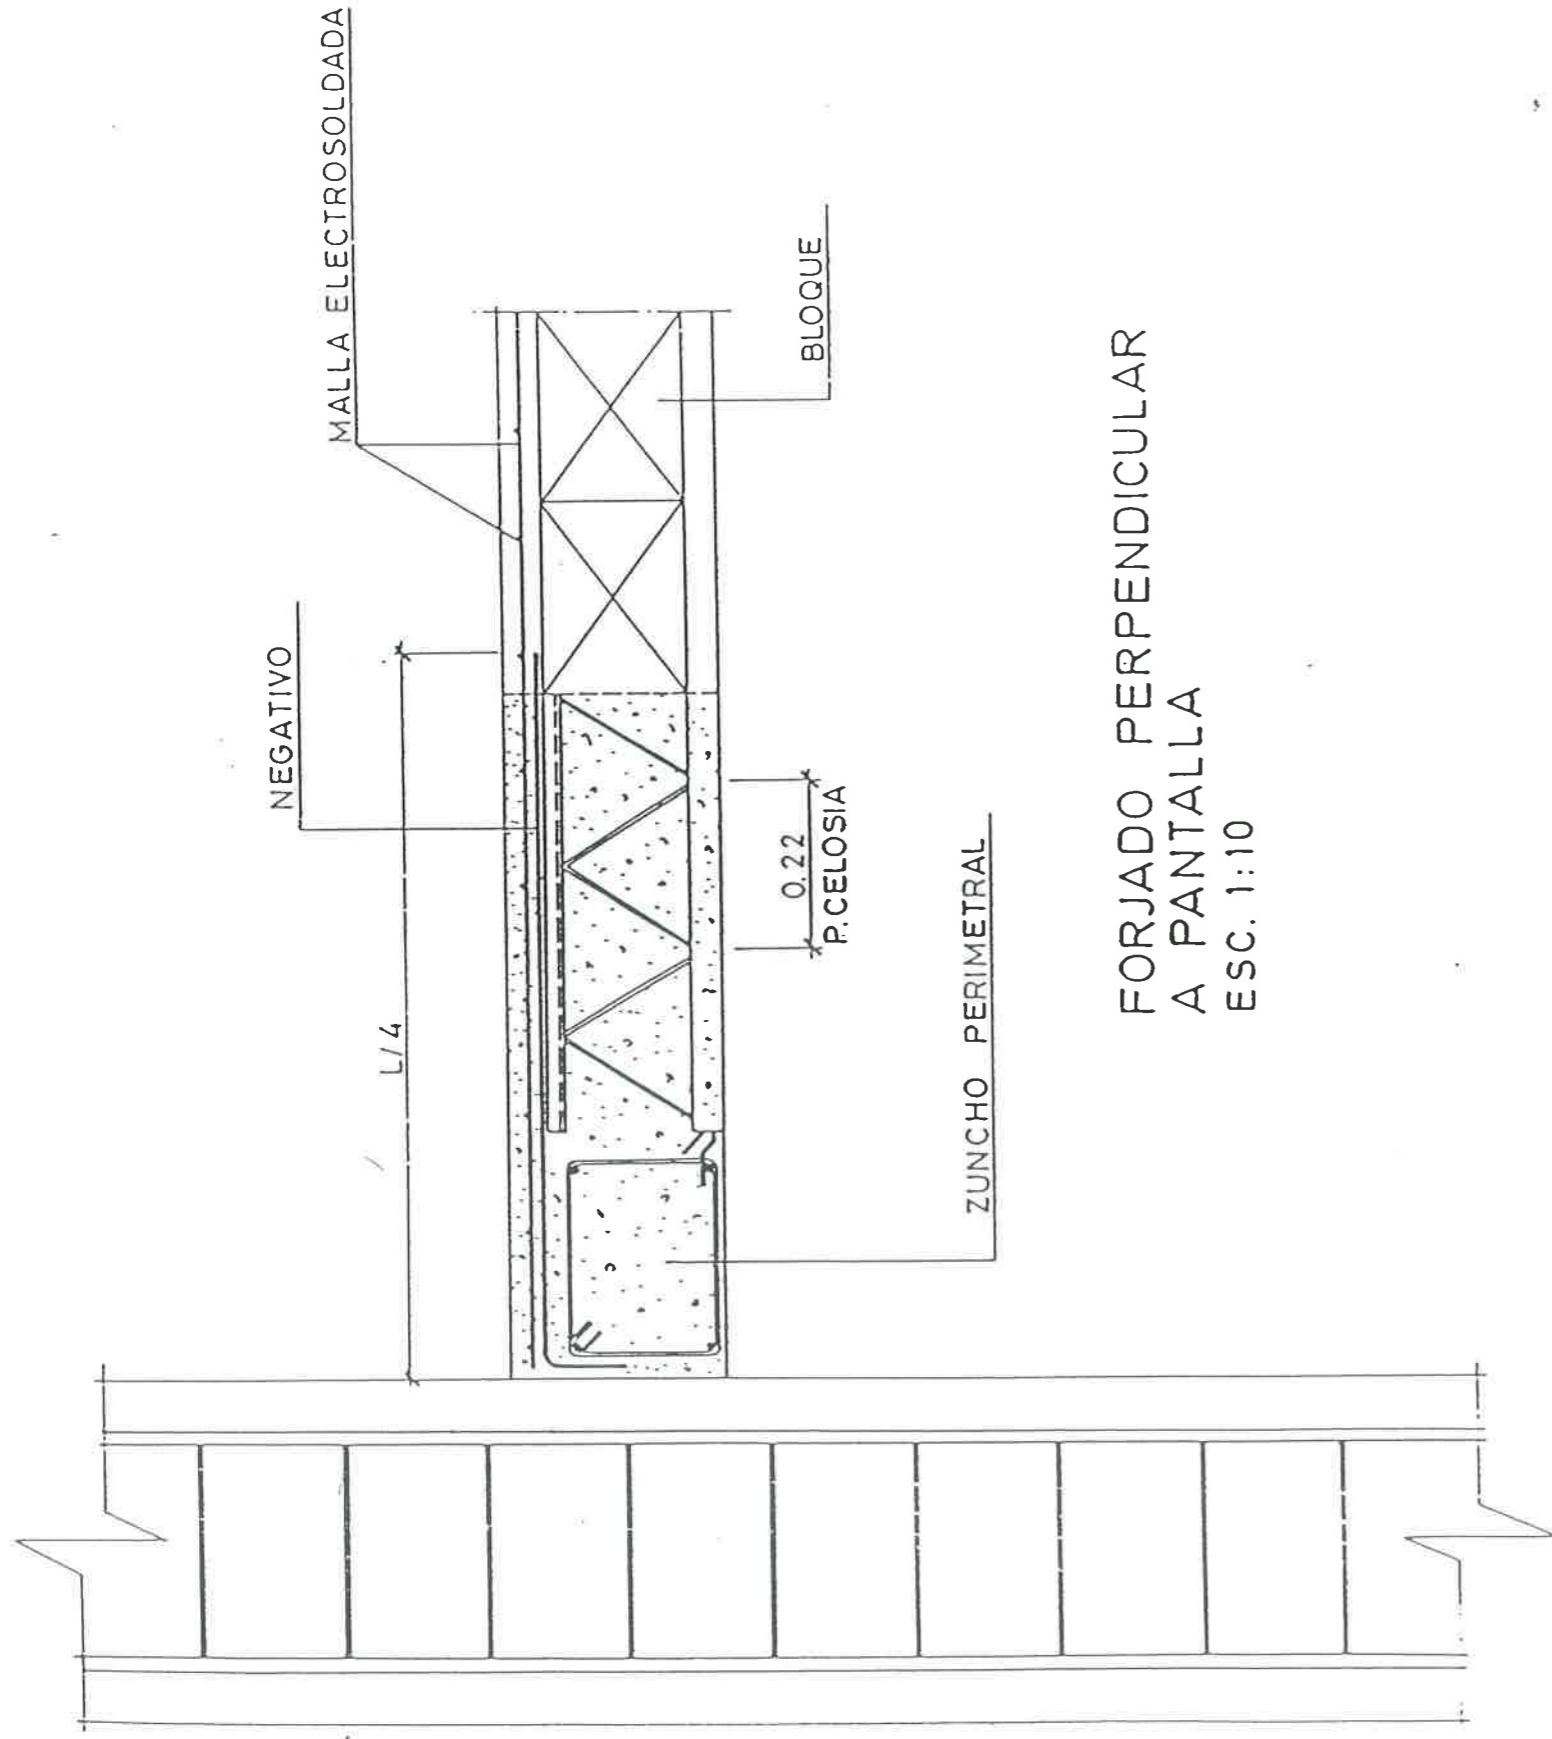 MALLA ELECTROSOLDADA
NEGATIVO
L/4
BLOQUE
0.22
P.CELOSIA
ZUNCHO PERIMETRAL
FORJADO PERPENDICULAR
A PANTALLA
ESC. 1:10